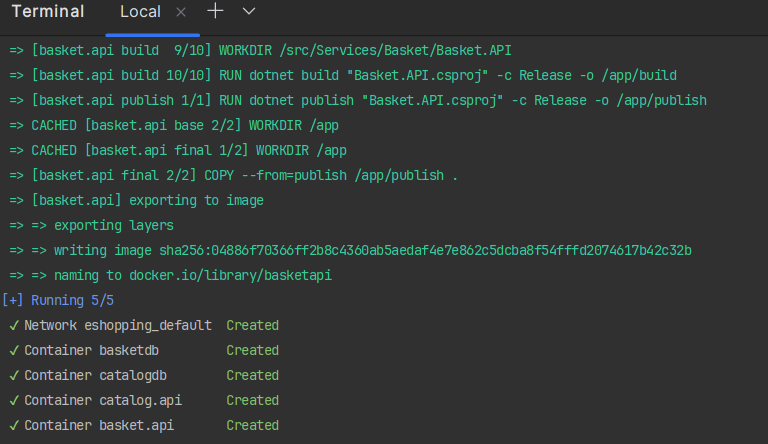 Terminal Local × + ∨
=> [basket.api build  9/10] WORKDIR /src/Services/Basket/Basket.API
=> [basket.api build 10/10] RUN dotnet build "Basket.API.csproj" -c Release -o /app/build
=> [basket.api publish 1/1] RUN dotnet publish "Basket.API.csproj" -c Release -o /app/publish
=> CACHED [basket.api base 2/2] WORKDIR /app
=> CACHED [basket.api final 1/2] WORKDIR /app
=> [basket.api final 2/2] COPY --from=publish /app/publish .
=> [basket.api] exporting to image
=> => exporting layers
=> => writing image sha256:04886f70366ff2b8c4360ab5aedaf4e7e862c5dcba8f54fffd2074617b42c32b
=> => naming to docker.io/library/basketapi
[+] Running 5/5
✓ Network eshopping_default  Created
✓ Container basketdb         Created
✓ Container catalogdb        Created
✓ Container catalog.api      Created
✓ Container basket.api       Created